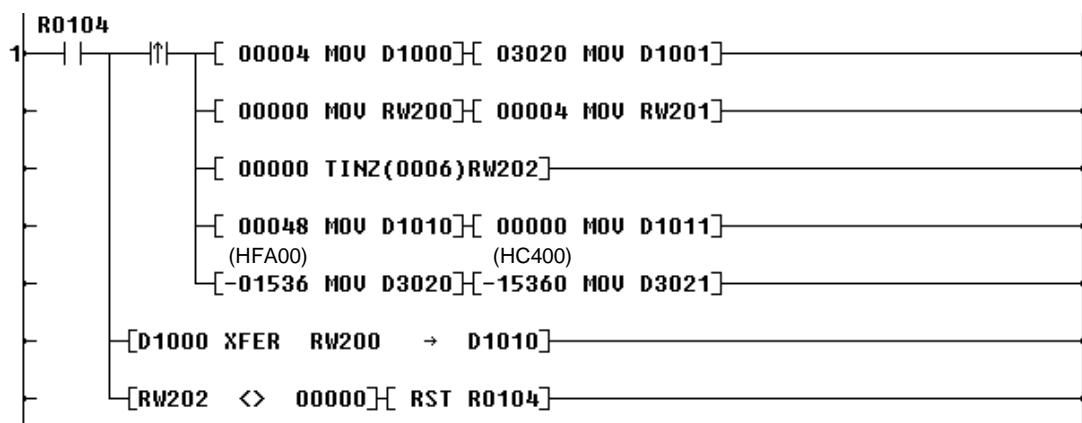 R0104
1 [ 00004 MOV D1000] [ 03020 MOV D1001]
[ 00000 MOV RW200] [ 00004 MOV RW201]
[ 00000 TINZ(0006)RW202]
[ 00048 MOV D1010] [ 00000 MOV D1011]
(HFA00) (HC400)
[-01536 MOV D3020] [-15360 MOV D3021]
[D1000 XFER RW200 → D1010]
[RW202 <> 00000] [ RST R0104]